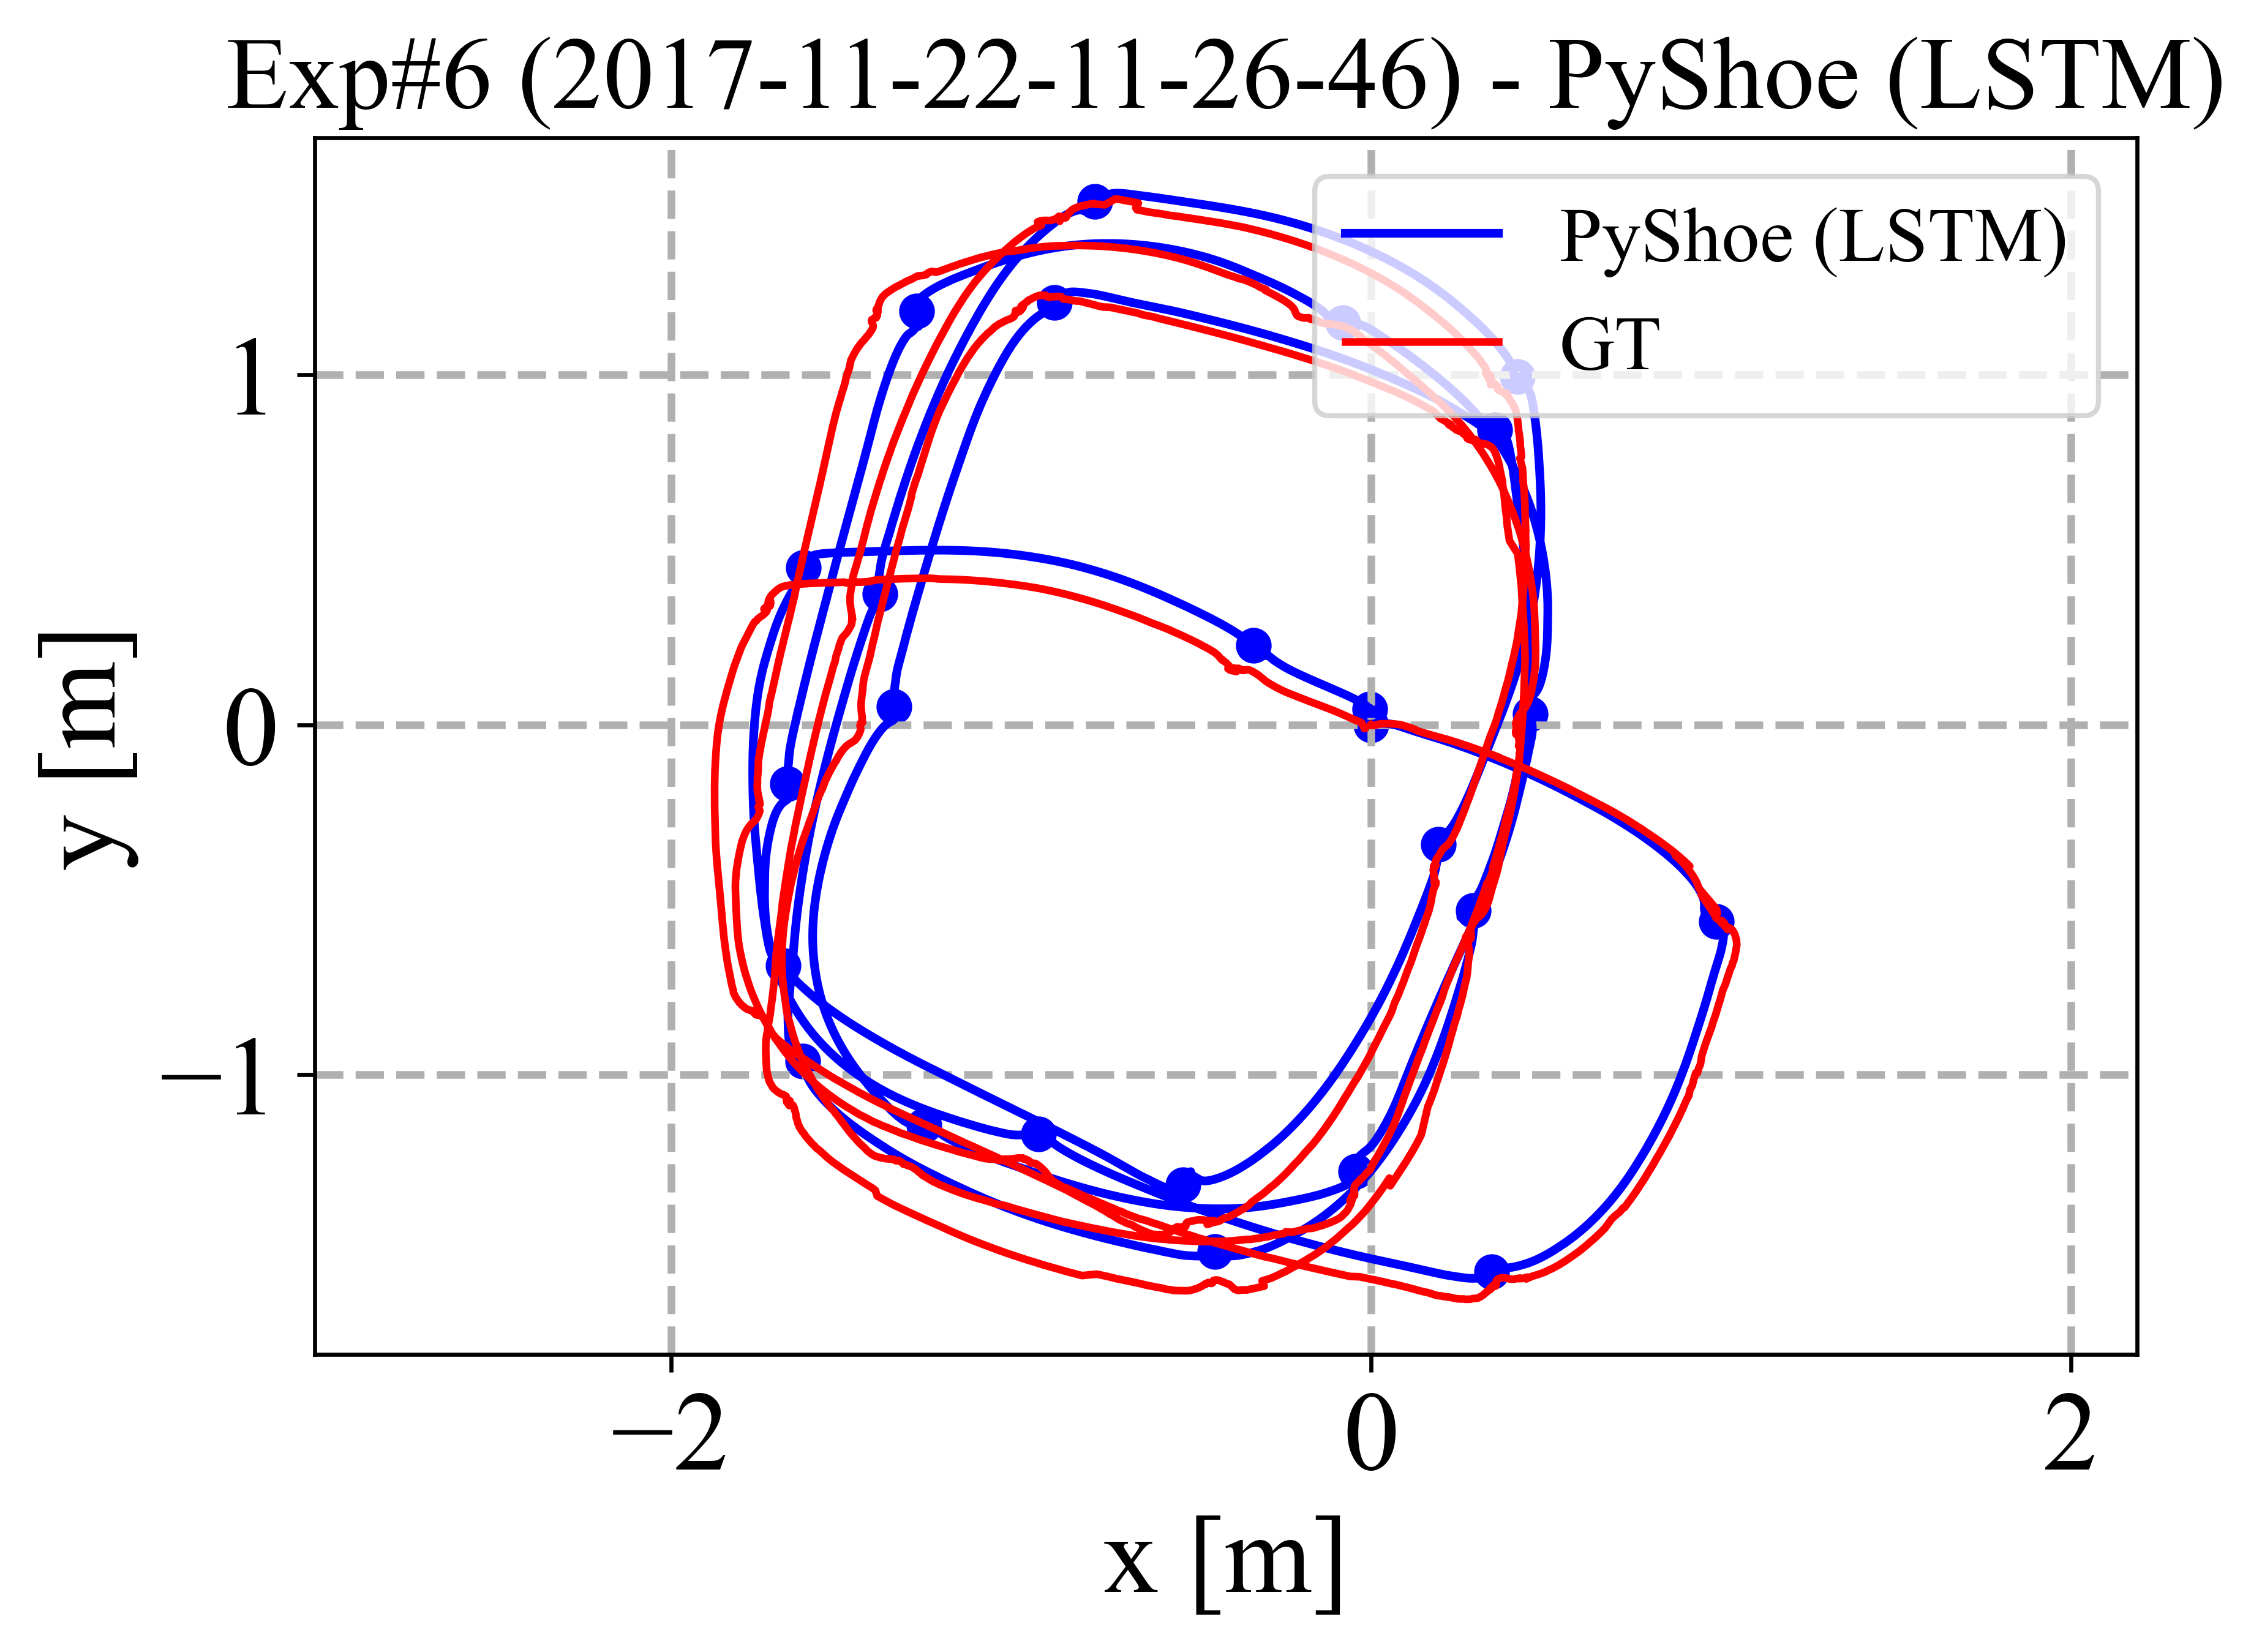 Exp#6 (2017-11-22-11-26-46) - PyShoe (LSTM)
PyShoe (LSTM)
GT
1
0
−1
y [m]
−2 0 2
x [m]